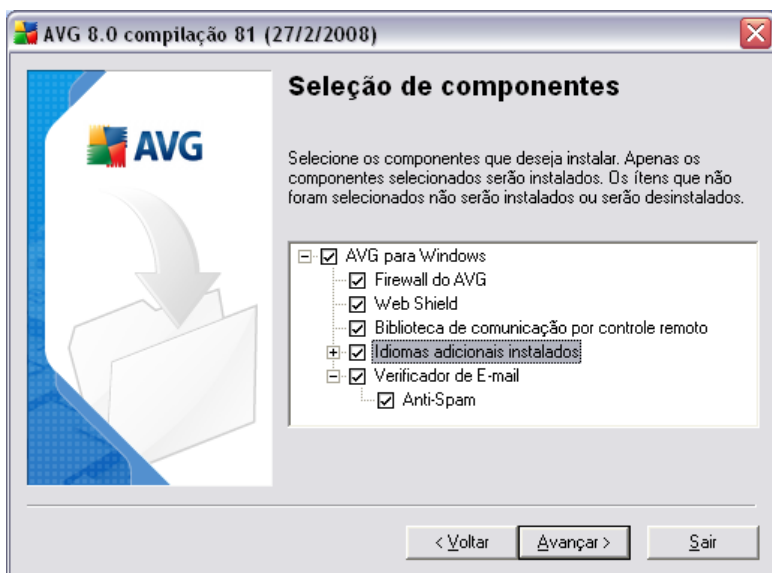 AVG 8.0 compilação 81 (27/2/2008)
AVG
Seleção de componentes
Selecione os componentes que deseja instalar. Apenas os
componentes selecionados serão instalados. Os ítens que não
foram selecionados não serão instalados ou serão desinstalados.
AVG para Windows
Firewall do AVG
Web Shield
Biblioteca de comunicação por controle remoto
Idiomas adicionais instalados
Verificador de E-mail
Anti-Spam
< Voltar
Avançar >
Sair